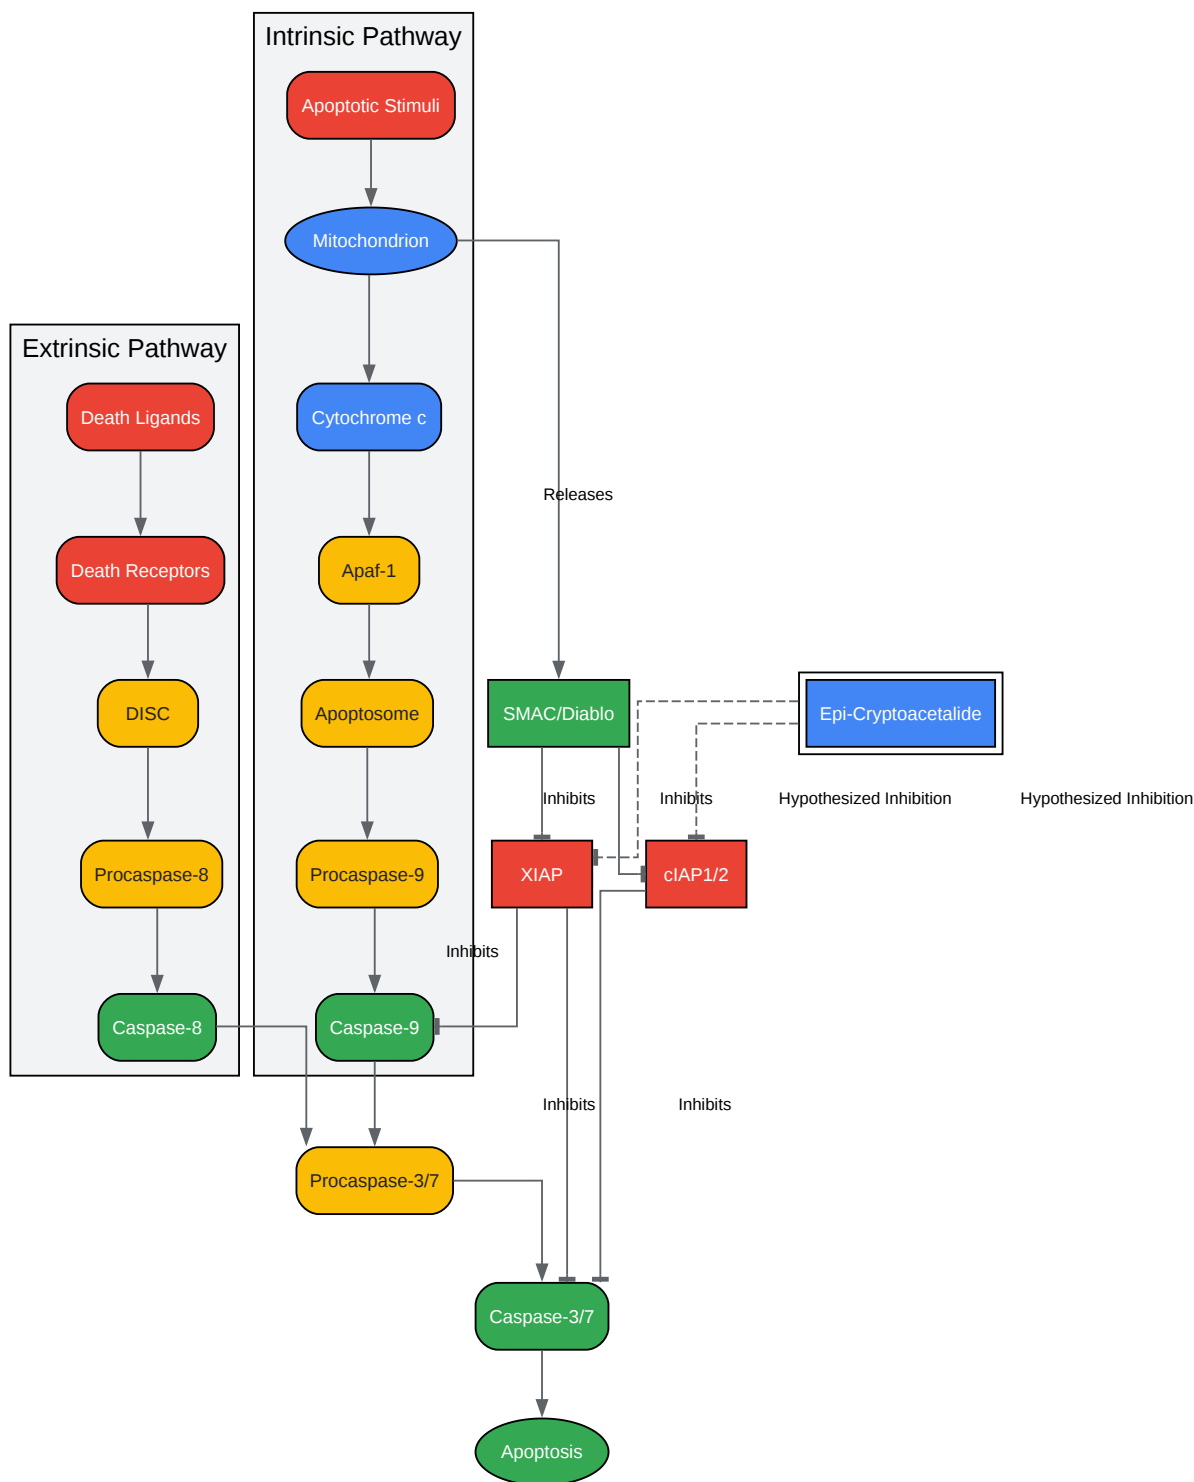 Intrinsic Pathway
Apoptotic Stimuli
Mitochondrion
Extrinsic Pathway
Death Ligands
Cytochrome c
Releases
Death Receptors
Apaf-1
DISC
Apoptosome
SMAC/Diablo
Epi-Cryptoacetalide
Inhibits
Inhibits
Hypothesized Inhibition
Hypothesized Inhibition
Procaspase-8
Procaspase-9
XIAP
cIAP1/2
Inhibits
Caspase-8
Caspase-9
Inhibits
Inhibits
Procaspase-3/7
Caspase-3/7
Apoptosis